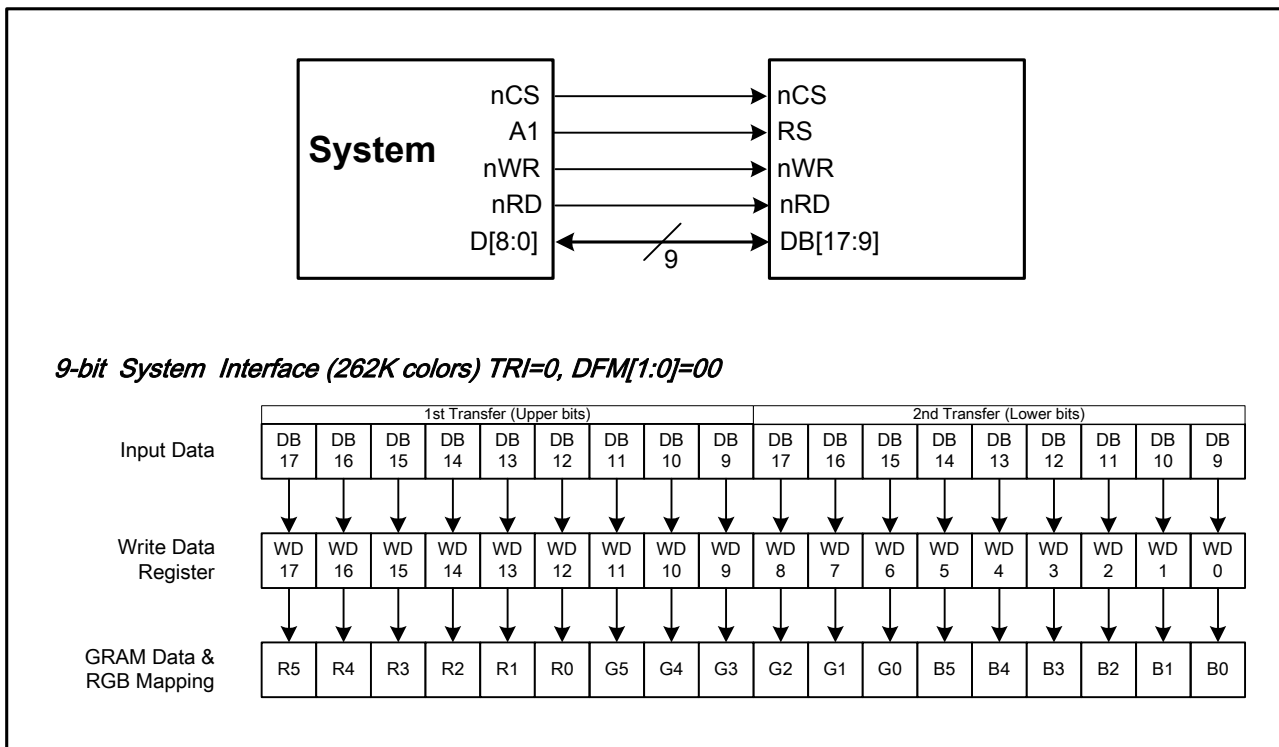 System
nCS nCS
A1 RS
nWR nWR
nRD nRD
D[8:0] DB[17:9]
9
9-bit System Interface (262K colors) TRI=0, DFM[1:0]=00
1st Transfer (Upper bits) 2nd Transfer (Lower bits)
Input Data DB 17 DB 16 DB 15 DB 14 DB 13 DB 12 DB 11 DB 10 DB 9 DB 17 DB 16 DB 15 DB 14 DB 13 DB 12 DB 11 DB 10 DB 9
Write Data Register WD 17 WD 16 WD 15 WD 14 WD 13 WD 12 WD 11 WD 10 WD 9 WD 8 WD 7 WD 6 WD 5 WD 4 WD 3 WD 2 WD 1 WD 0
GRAM Data & RGB Mapping R5 R4 R3 R2 R1 R0 G5 G4 G3 G2 G1 G0 B5 B4 B3 B2 B1 B0